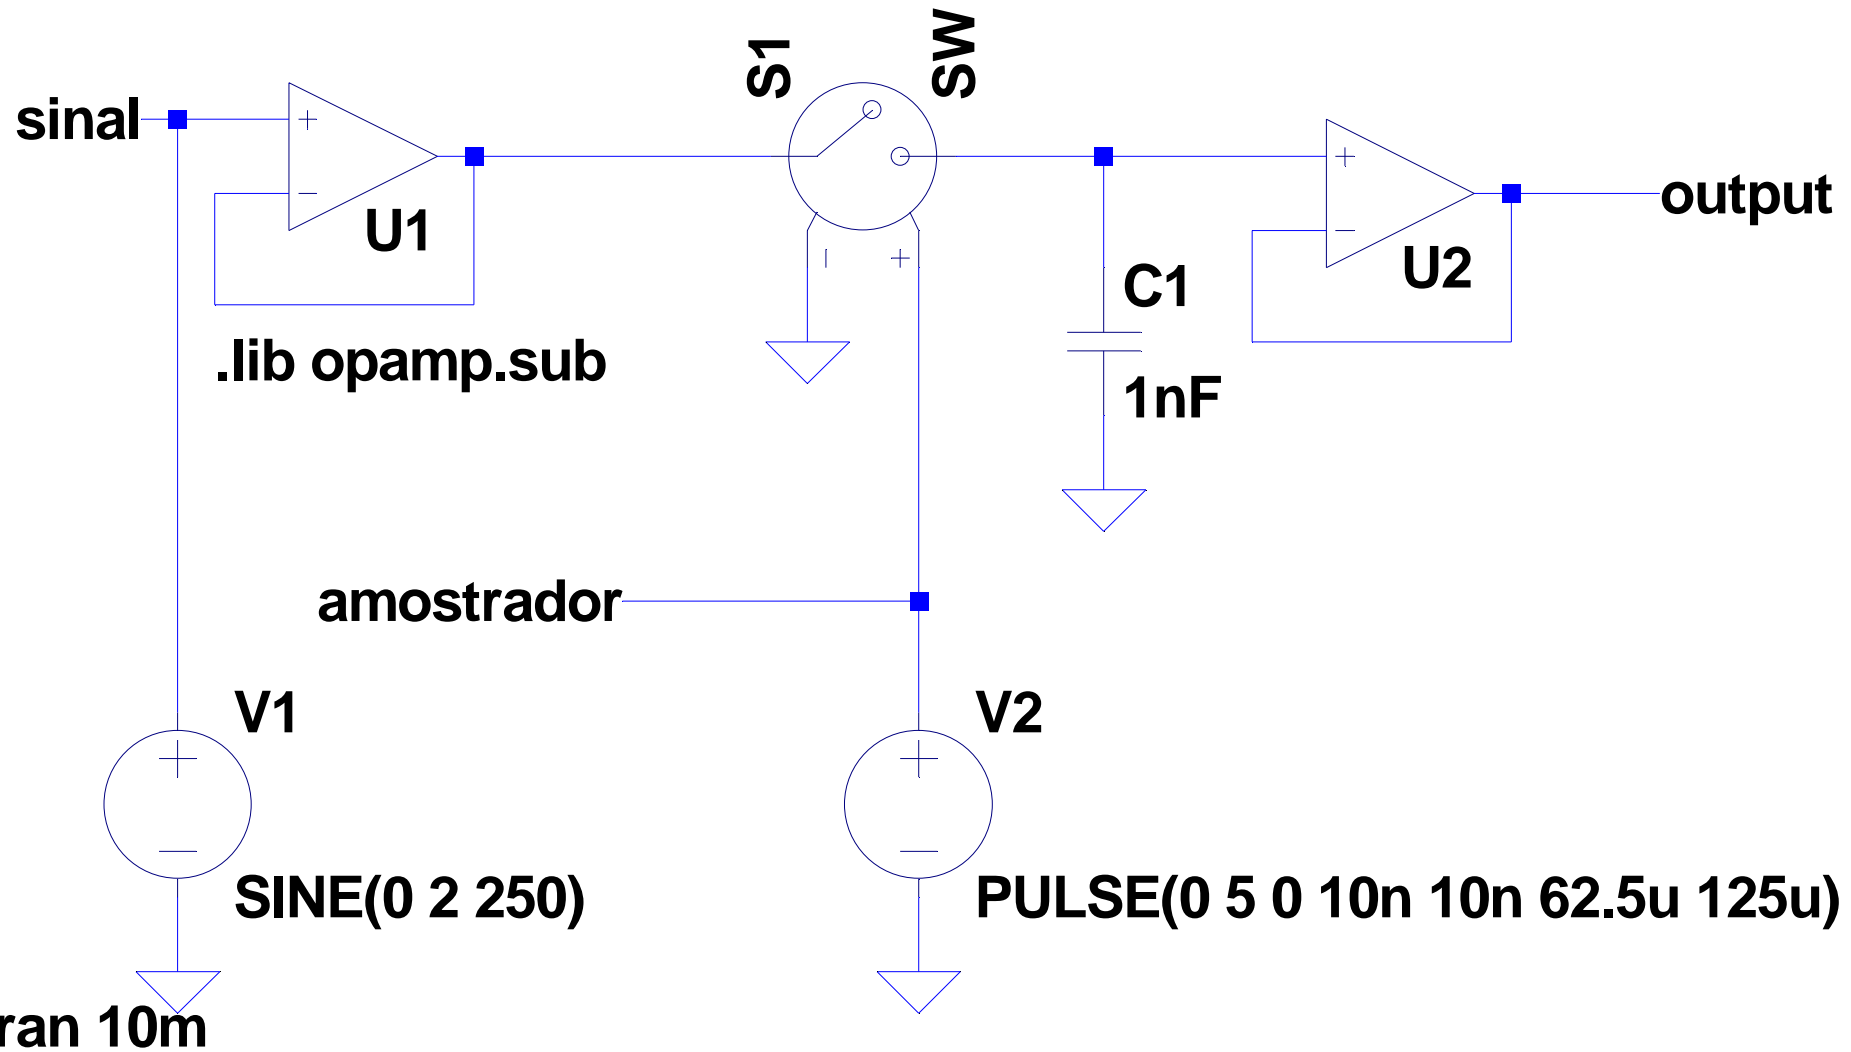 S1
SW
sinal
U1
output
U2
C1
.lib opamp.sub
1nF
amostrador
V1
V2
SINE(0 2 250)
PULSE(0 5 0 10n 10n 62.5u 125u)
ran 10m